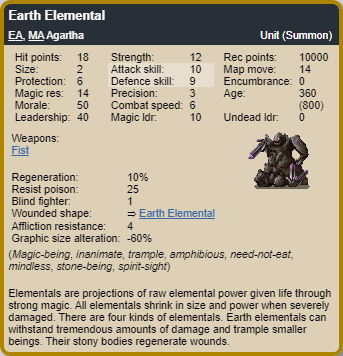 Earth Elemental
EA, MA Agartha Unit (Summon)
Hit points: 18 Strength: 12 Rec points: 10000
Size: 2 Attack skill: 10 Map move: 14
Protection: 6 Defence skill: 9 Encumbrance: 0
Magic res: 14 Precision: 3 Age: 360
Morale: 50 Combat speed: 6 (800)
Leadership: 40 Magic ldr: 10 Undead ldr: 0
Weapons:
Fist
Regeneration: 10%
Resist poison: 25
Blind fighter: 1
Wounded shape: ⇒ Earth Elemental
Affliction resistance: 4
Graphic size alteration: -60%
(Magic-being, inanimate, trample, amphibious, need-not-eat,
mindless, stone-being, spirit-sight)
Elementals are projections of raw elemental power given life through
strong magic. All elementals shrink in size and power when severely
damaged. There are four kinds of elementals. Earth elementals can
withstand tremendous amounts of damage and trample smaller
beings. Their stony bodies regenerate wounds.